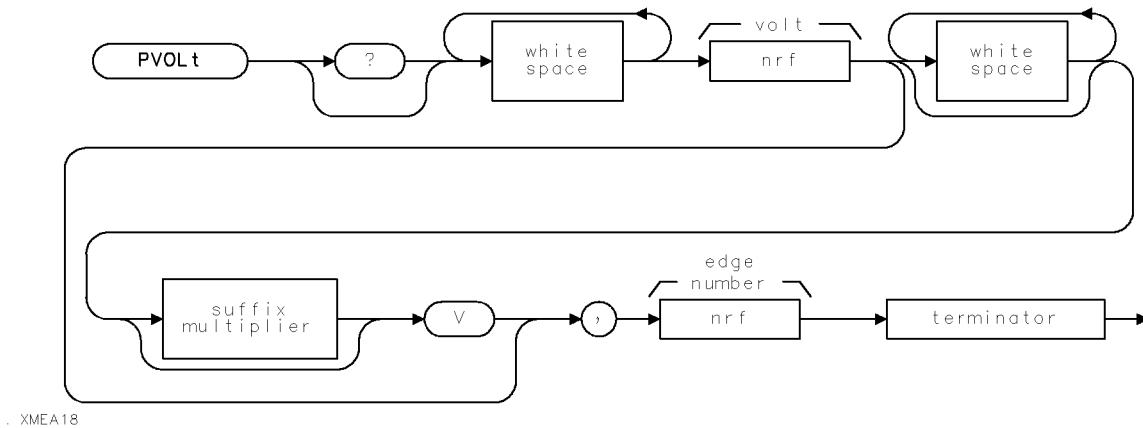 PVOLt
?
white
space
volt
nrf
white
space
suffix
multiplier
V
,
edge
number
nrf
terminator
. XMEA18